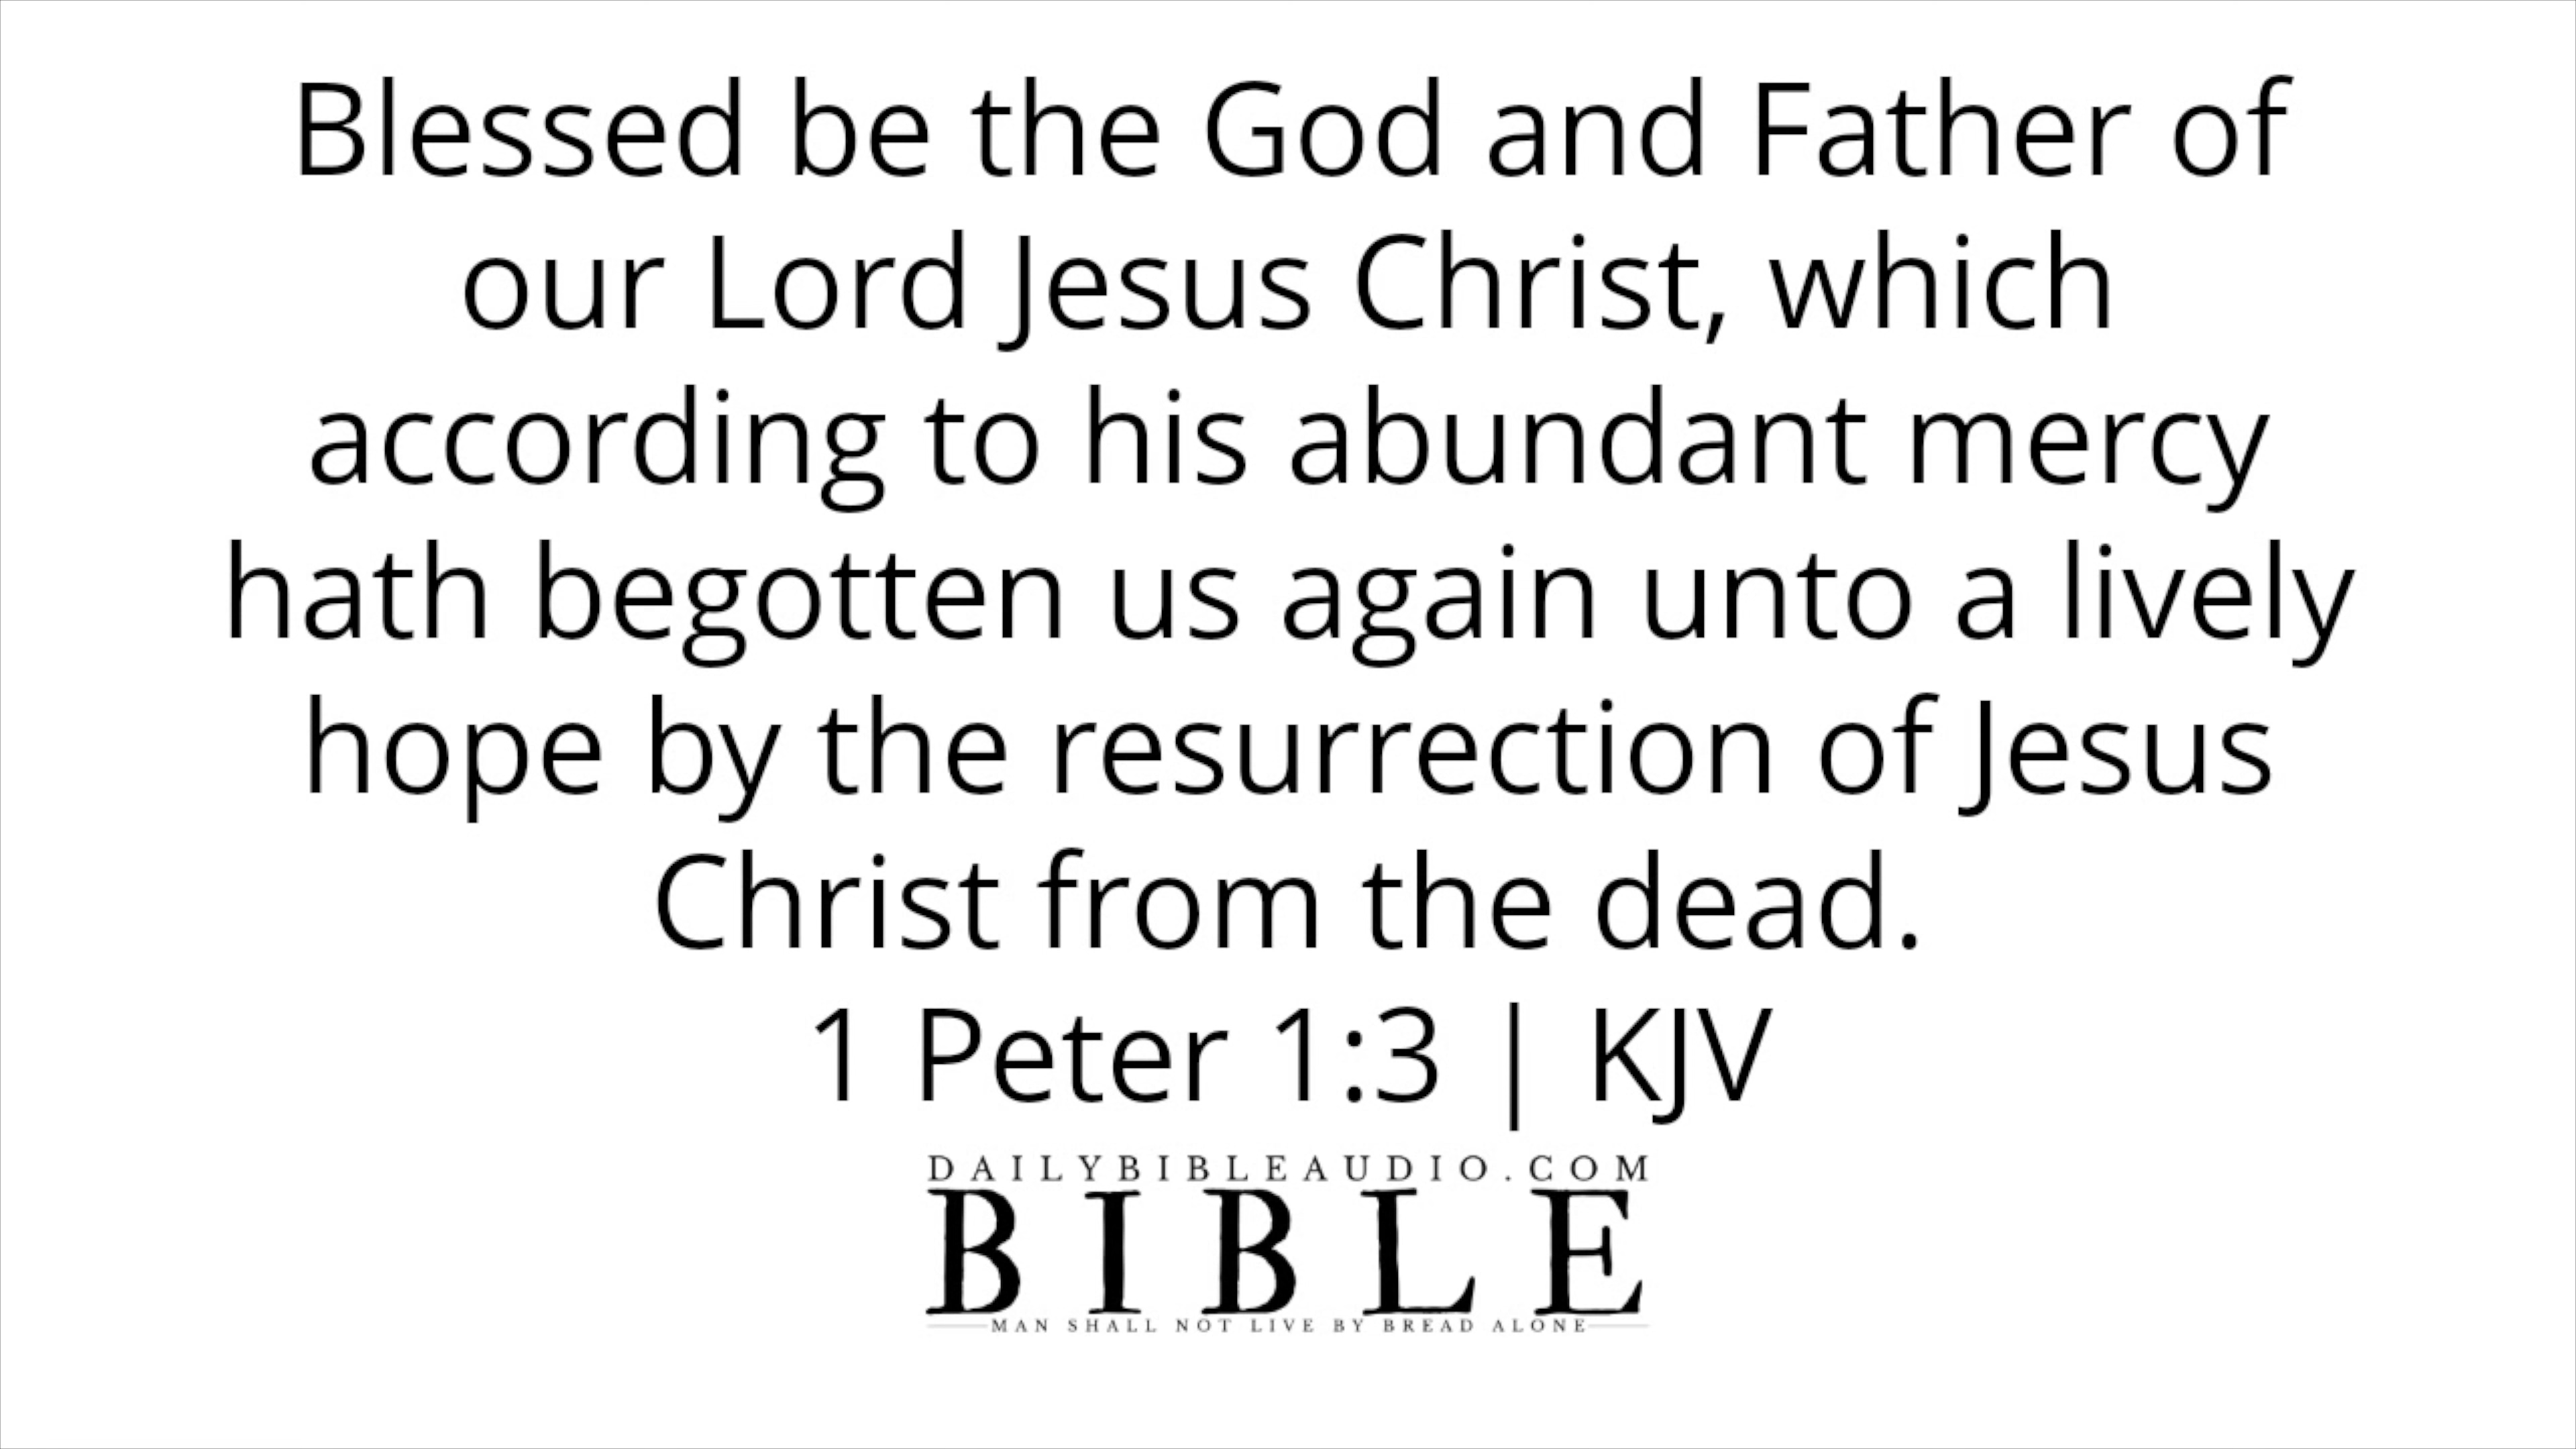 Blessed be the God and Father of
our Lord Jesus Christ, which
according to his abundant mercy
hath begotten us again unto a lively
hope by the resurrection of Jesus
Christ from the dead.
1 Peter 1:3 | KJV
DAILYBIBLEAUDIO.COM
BIBLE
MAN SHALL NOT LIVE BY BREAD ALONE